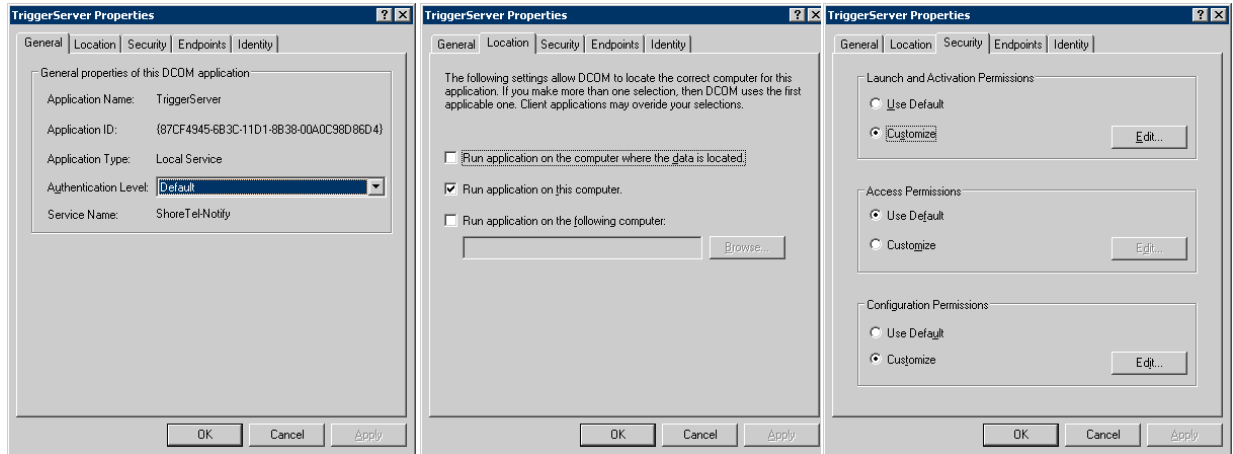 TriggerServer Properties
General Location Security Endpoints Identity
General properties of this DCOM application
Application Name: TriggerServer
Application ID: {87CF4945-6B3C-11D1-8B38-00A0C98D86D4}
Application Type: Local Service
Authentication Level: Default
Service Name: ShoreTel-Notify
OK Cancel Apply
TriggerServer Properties
General Location Security Endpoints Identity
The following settings allow DCOM to locate the correct computer for this
application. If you make more than one selection, then DCOM uses the first
applicable one. Client applications may overide your selections.
Run application on the computer where the data is located.
Run application on this computer.
Run application on the following computer:
Browse...
OK Cancel Apply
TriggerServer Properties
General Location Security Endpoints Identity
Launch and Activation Permissions
Use Default
Customize Edit...
Access Permissions
Use Default
Customize Edit...
Configuration Permissions
Use Default
Customize Edit...
OK Cancel Apply